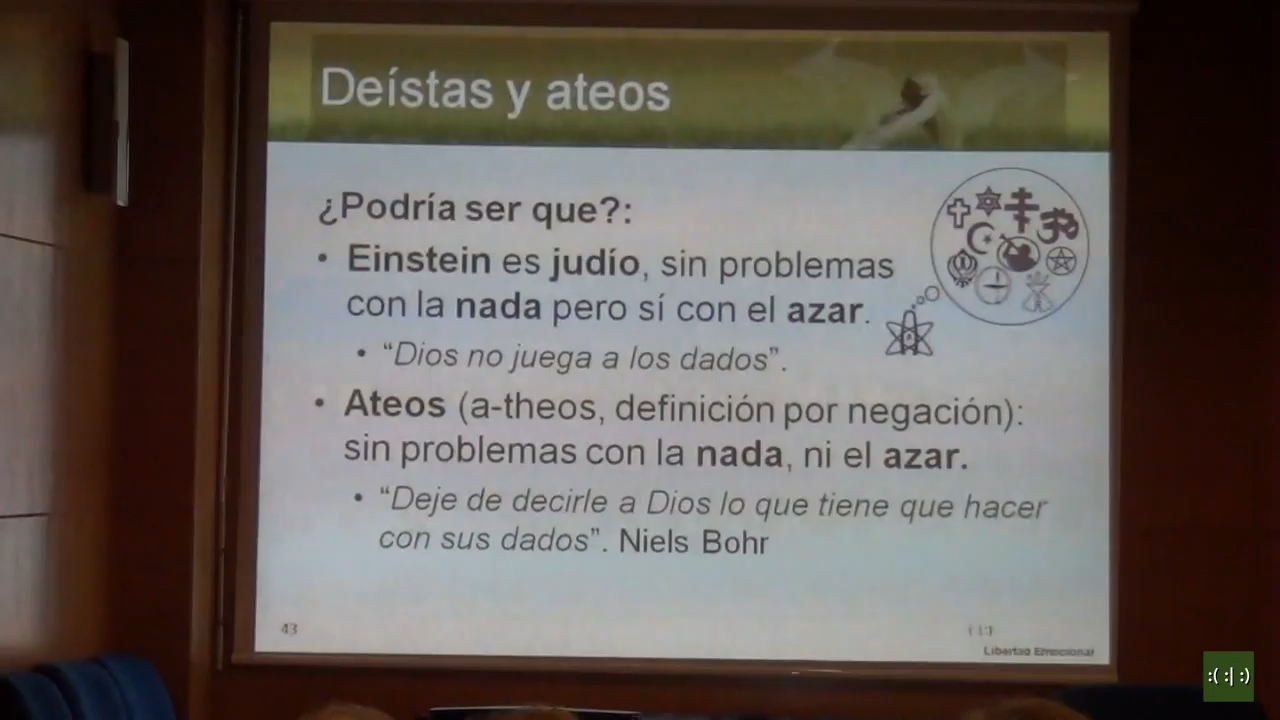 Deístas y ateos
¿Podría ser que?:
• Einstein es judío, sin problemas
con la nada pero sí con el azar.
• “Dios no juega a los dados”.
• Ateos (a-theos, definición por negación):
sin problemas con la nada, ni el azar.
• “Deje de decirle a Dios lo que tiene que hacer
con sus dados”. Niels Bohr
43
Libertad Emocional
:( :| :)